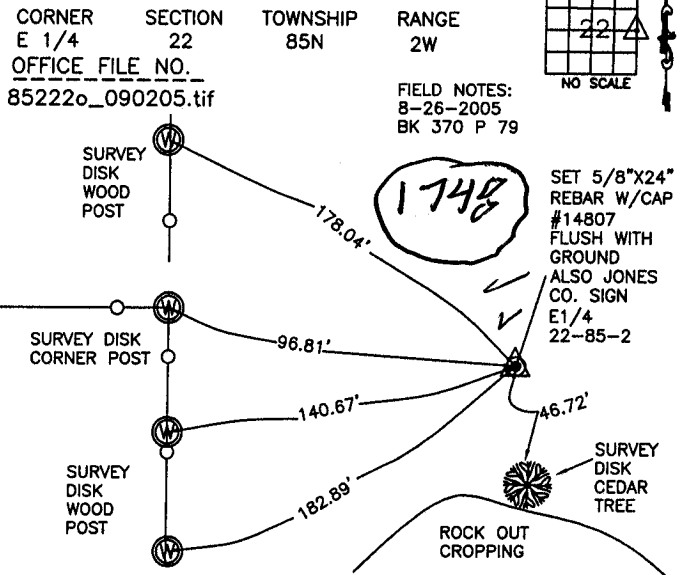 CORNER SECTION TOWNSHIP RANGE
E 1/4 22 85N 2W
OFFICE FILE NO.
85222o_090205.tif
22
NO SCALE
FIELD NOTES:
8-26-2005
BK 370 P 79
SURVEY
DISK
WOOD
POST
178.04'
1748
SET 5/8"X24"
REBAR W/CAP
#14807
FLUSH WITH
GROUND
ALSO JONES
CO. SIGN
E1/4
22-85-2
SURVEY DISK
CORNER POST
96.81'
140.67'
46.72'
182.89'
SURVEY
DISK
WOOD
POST
SURVEY
DISK
CEDAR
TREE
ROCK OUT
CROPPING
W
W
W
W